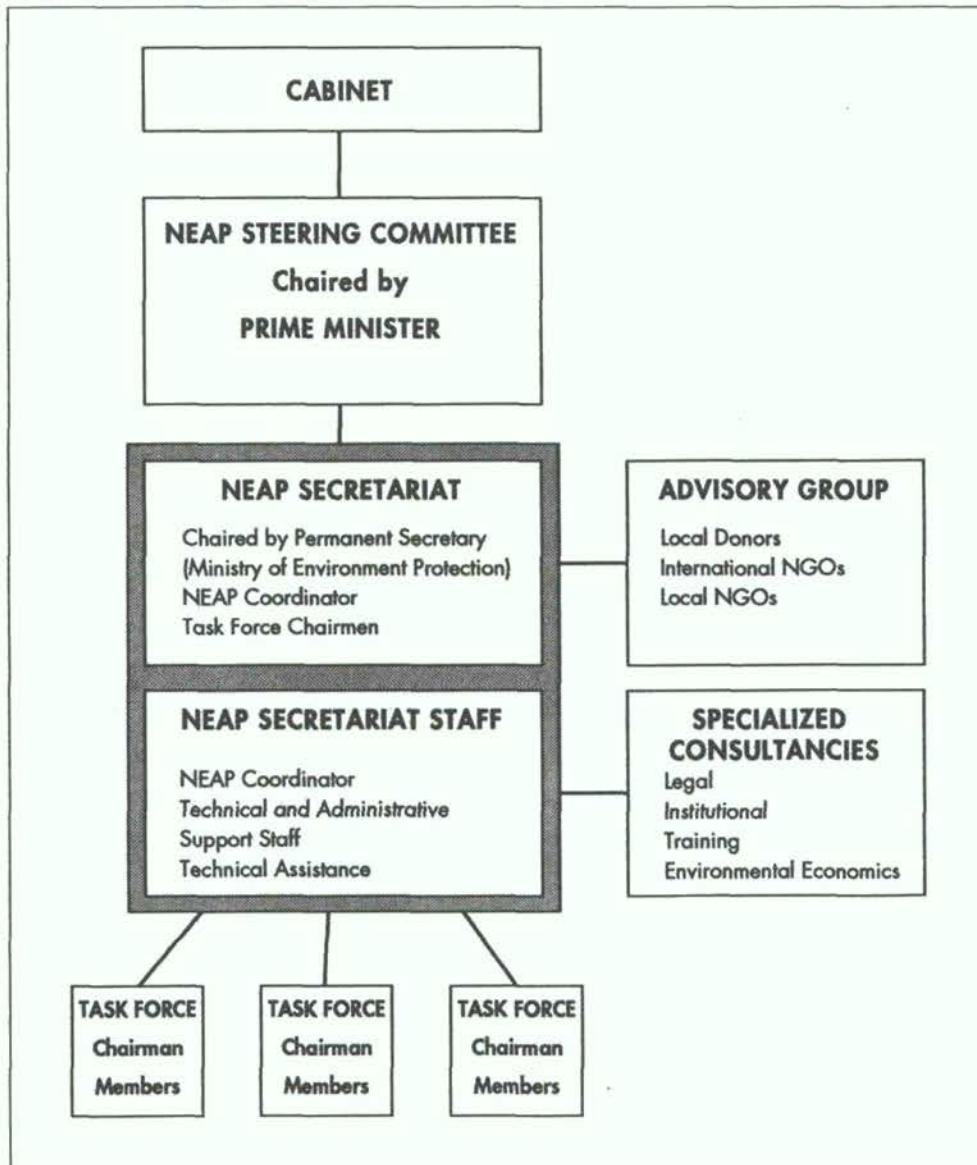 CABINET
NEAP STEERING COMMITTEE
Chaired by
PRIME MINISTER
NEAP SECRETARIAT
Chaired by Permanent Secretary
(Ministry of Environment Protection)
NEAP Coordinator
Task Force Chairmen
ADVISORY GROUP
Local Donors
International NGOs
Local NGOs
NEAP SECRETARIAT STAFF
NEAP Coordinator
Technical and Administrative
Support Staff
Technical Assistance
SPECIALIZED
CONSULTANCIES
Legal
Institutional
Training
Environmental Economics
TASK FORCE
Chairman
Members
TASK FORCE
Chairman
Members
TASK FORCE
Chairman
Members